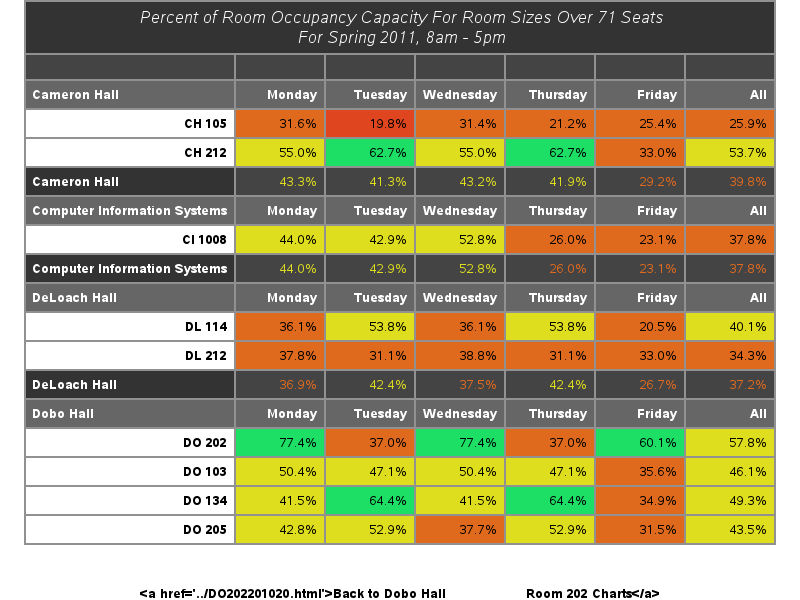 Percent of Room Occupancy Capacity For Room Sizes Over 71 Seats
For Spring 2011, 8am - 5pm
Cameron Hall Monday Tuesday Wednesday Thursday Friday All
CH 105 31.6% 19.8% 31.4% 21.2% 25.4% 25.9%
CH 212 55.0% 62.7% 55.0% 62.7% 33.0% 53.7%
Cameron Hall 43.3% 41.3% 43.2% 41.9% 29.2% 39.8%
Computer Information Systems Monday Tuesday Wednesday Thursday Friday All
CI 1008 44.0% 42.9% 52.8% 26.0% 23.1% 37.8%
Computer Information Systems 44.0% 42.9% 52.8% 26.0% 23.1% 37.8%
DeLoach Hall Monday Tuesday Wednesday Thursday Friday All
DL 114 36.1% 53.8% 36.1% 53.8% 20.5% 40.1%
DL 212 37.8% 31.1% 38.8% 31.1% 33.0% 34.3%
DeLoach Hall 36.9% 42.4% 37.5% 42.4% 26.7% 37.2%
Dobo Hall Monday Tuesday Wednesday Thursday Friday All
DO 202 77.4% 37.0% 77.4% 37.0% 60.1% 57.8%
DO 103 50.4% 47.1% 50.4% 47.1% 35.6% 46.1%
DO 134 41.5% 64.4% 41.5% 64.4% 34.9% 49.3%
DO 205 42.8% 52.9% 37.7% 52.9% 31.5% 43.5%
<a href='../DO202201020.html'>Back to Dobo Hall Room 202 Charts</a>